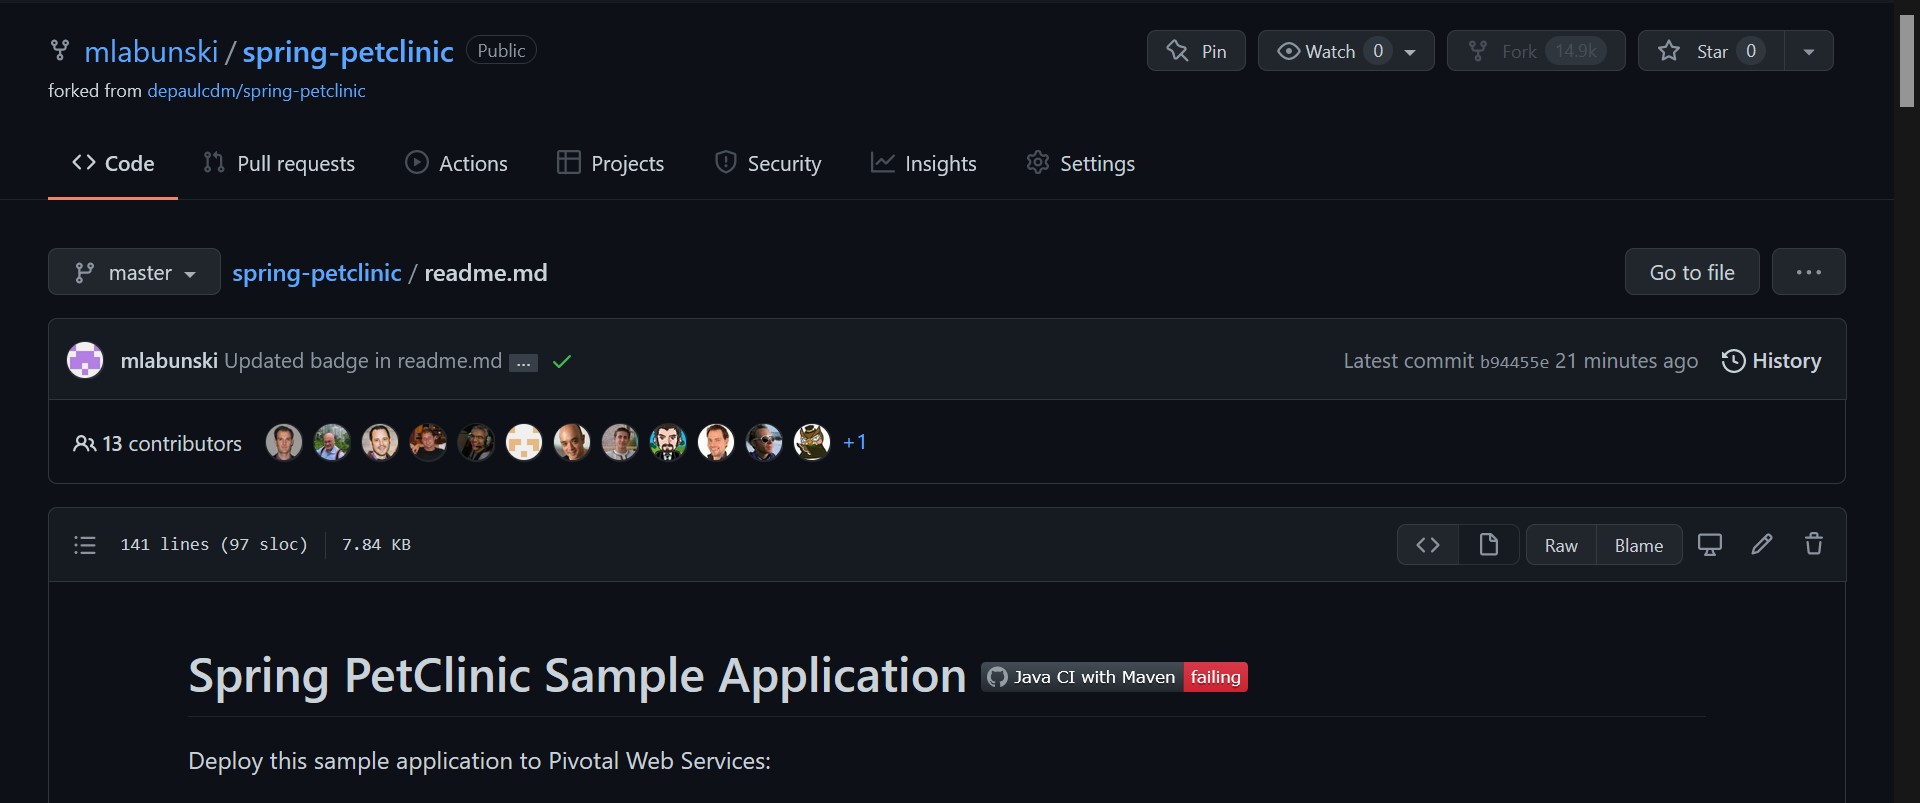 mlabunski / spring-petclinic Public
Pin
Watch 0
Fork 14.9k
Star 0
forked from depaulcdm/spring-petclinic
Code
Pull requests
Actions
Projects
Security
Insights
Settings
master
spring-petclinic / readme.md
Go to file
...
mlabunski Updated badge in readme.md ...
Latest commit b94455e 21 minutes ago
History
13 contributors
+1
141 lines (97 sloc)
7.84 KB
Raw
Blame
Spring PetClinic Sample Application
Java CI with Maven failing
Deploy this sample application to Pivotal Web Services: